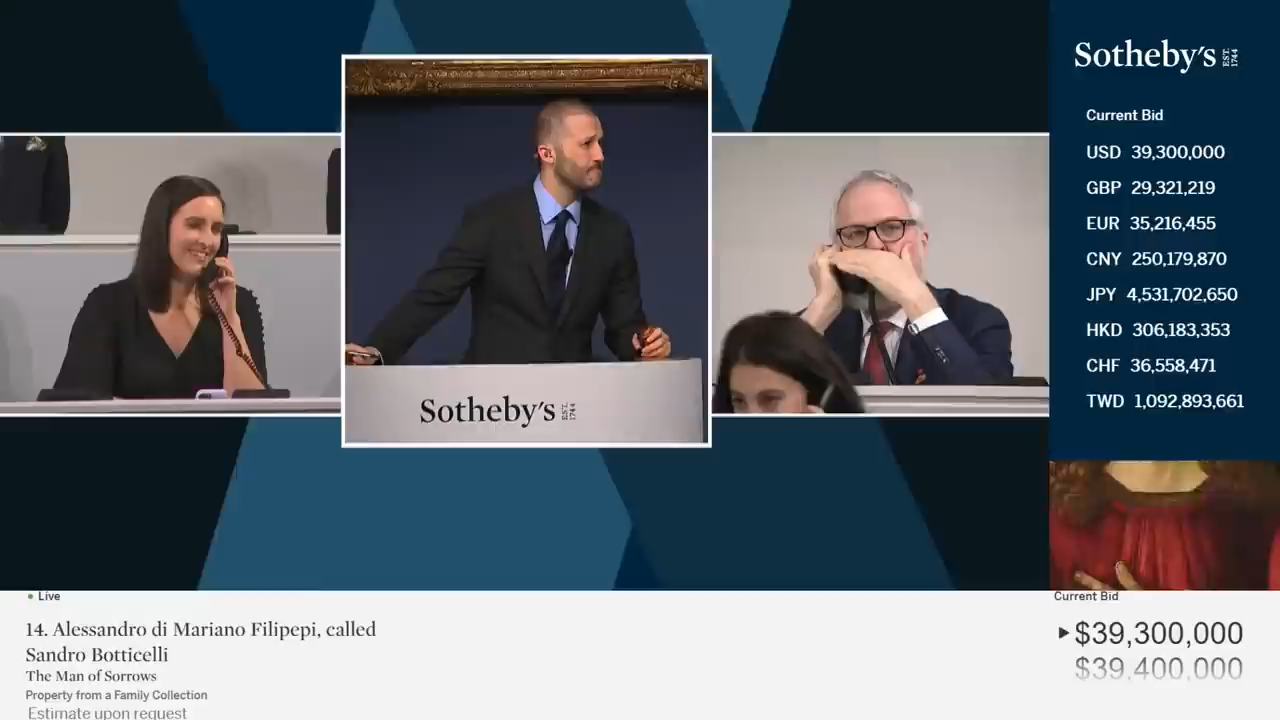 Sotheby's EST. 1744
Current Bid
USD 39,300,000
GBP 29,321,219
EUR 35,216,455
CNY 250,179,870
JPY 4,531,702,650
HKD 306,183,353
CHF 36,558,471
TWD 1,092,893,661
Sotheby's EST. 1744
• Live
14. Alessandro di Mariano Filipepi, called
Sandro Botticelli
The Man of Sorrows
Property from a Family Collection
Estimate upon request
Current Bid
$39,300,000
$39,400,000